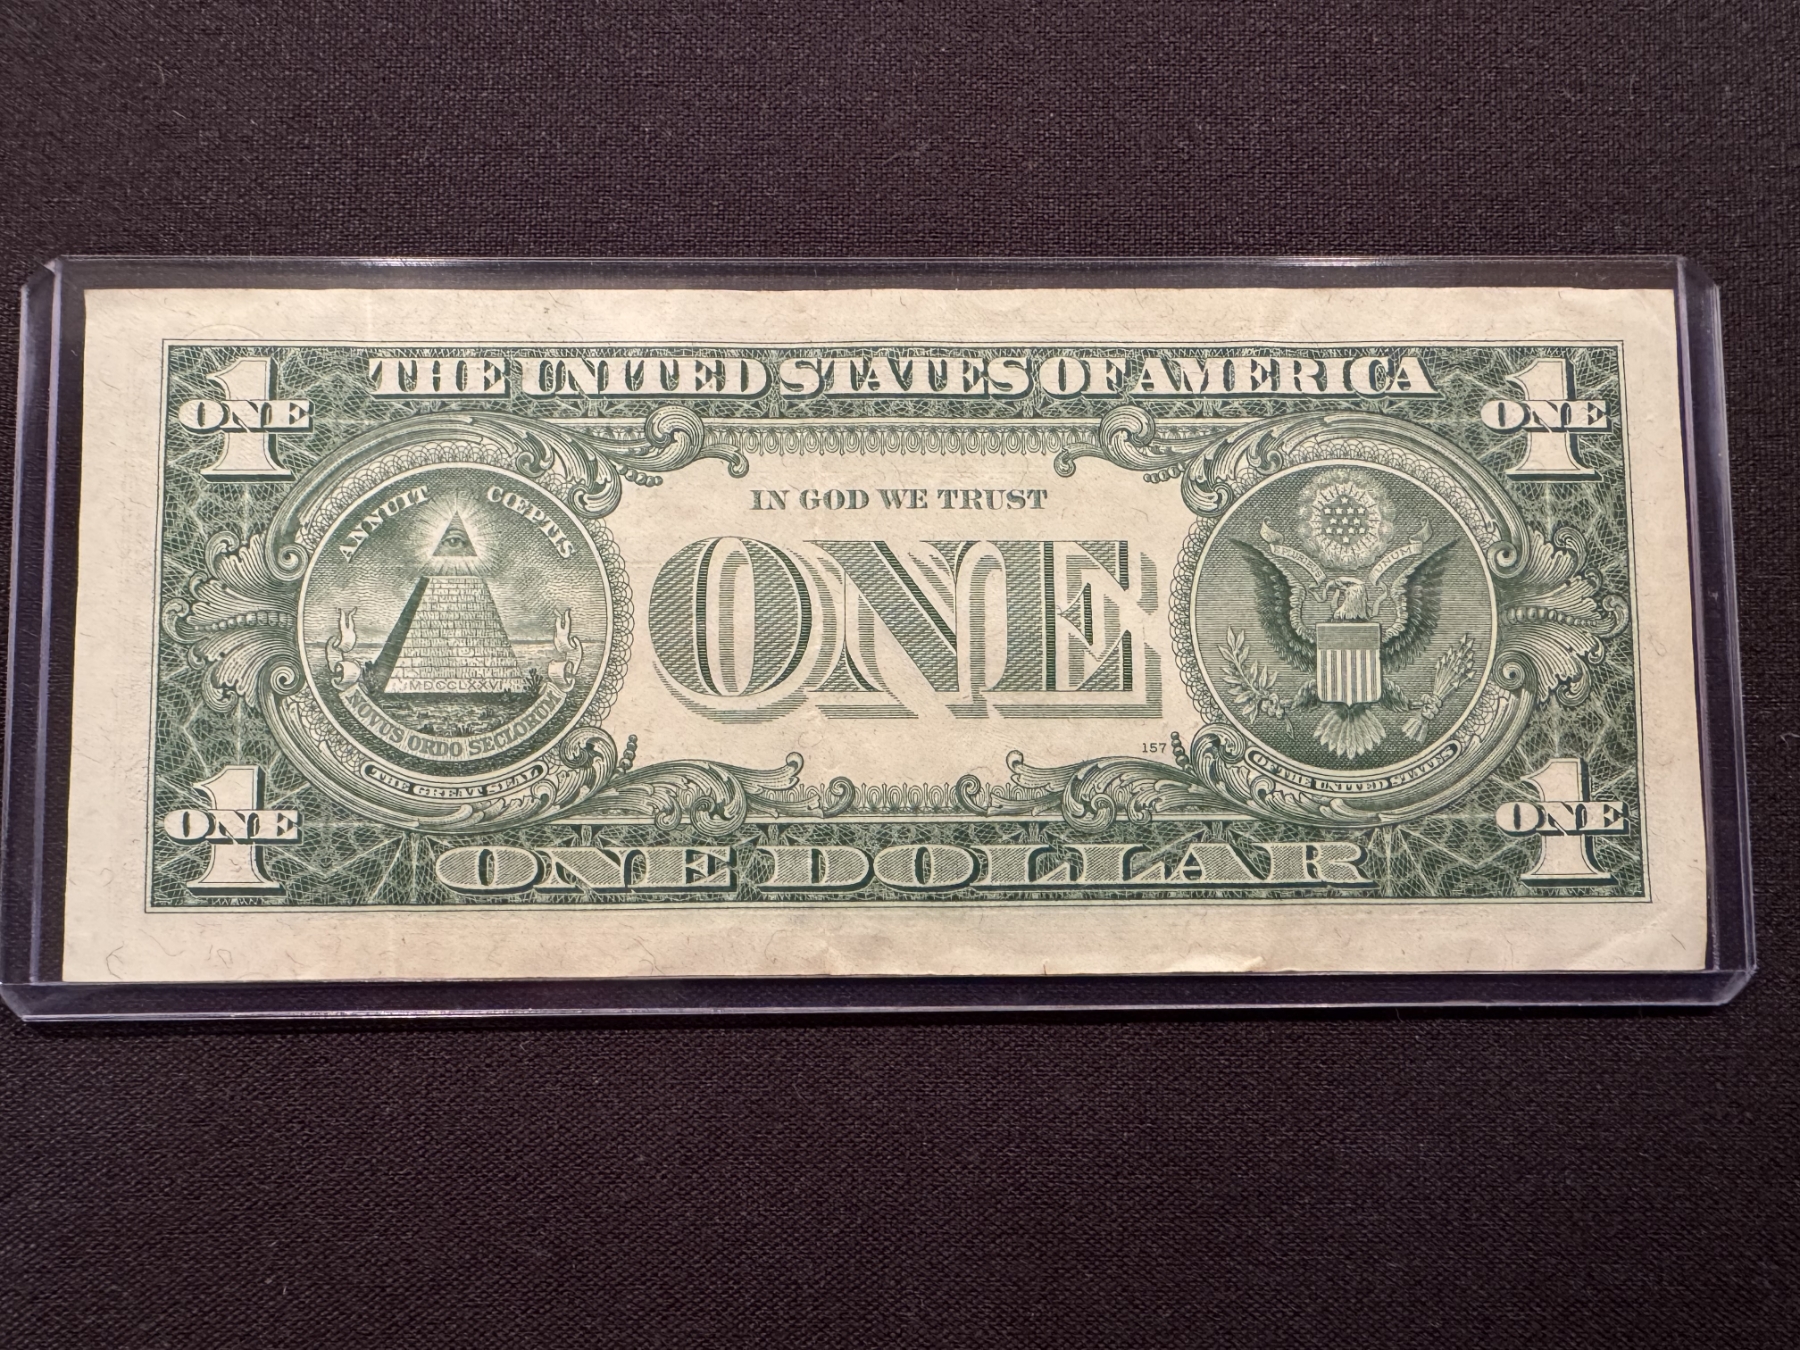 THE UNITED STATES OF AMERICA
1
ONE
1
ONE
ANNUIT CŒPTIS
IN GOD WE TRUST
ONE
MDCCLXXVI
NOVUS ORDO SECLORUM
157
THE GREAT SEAL
OF THE UNITED STATES
1
ONE
1
ONE
ONE DOLLAR